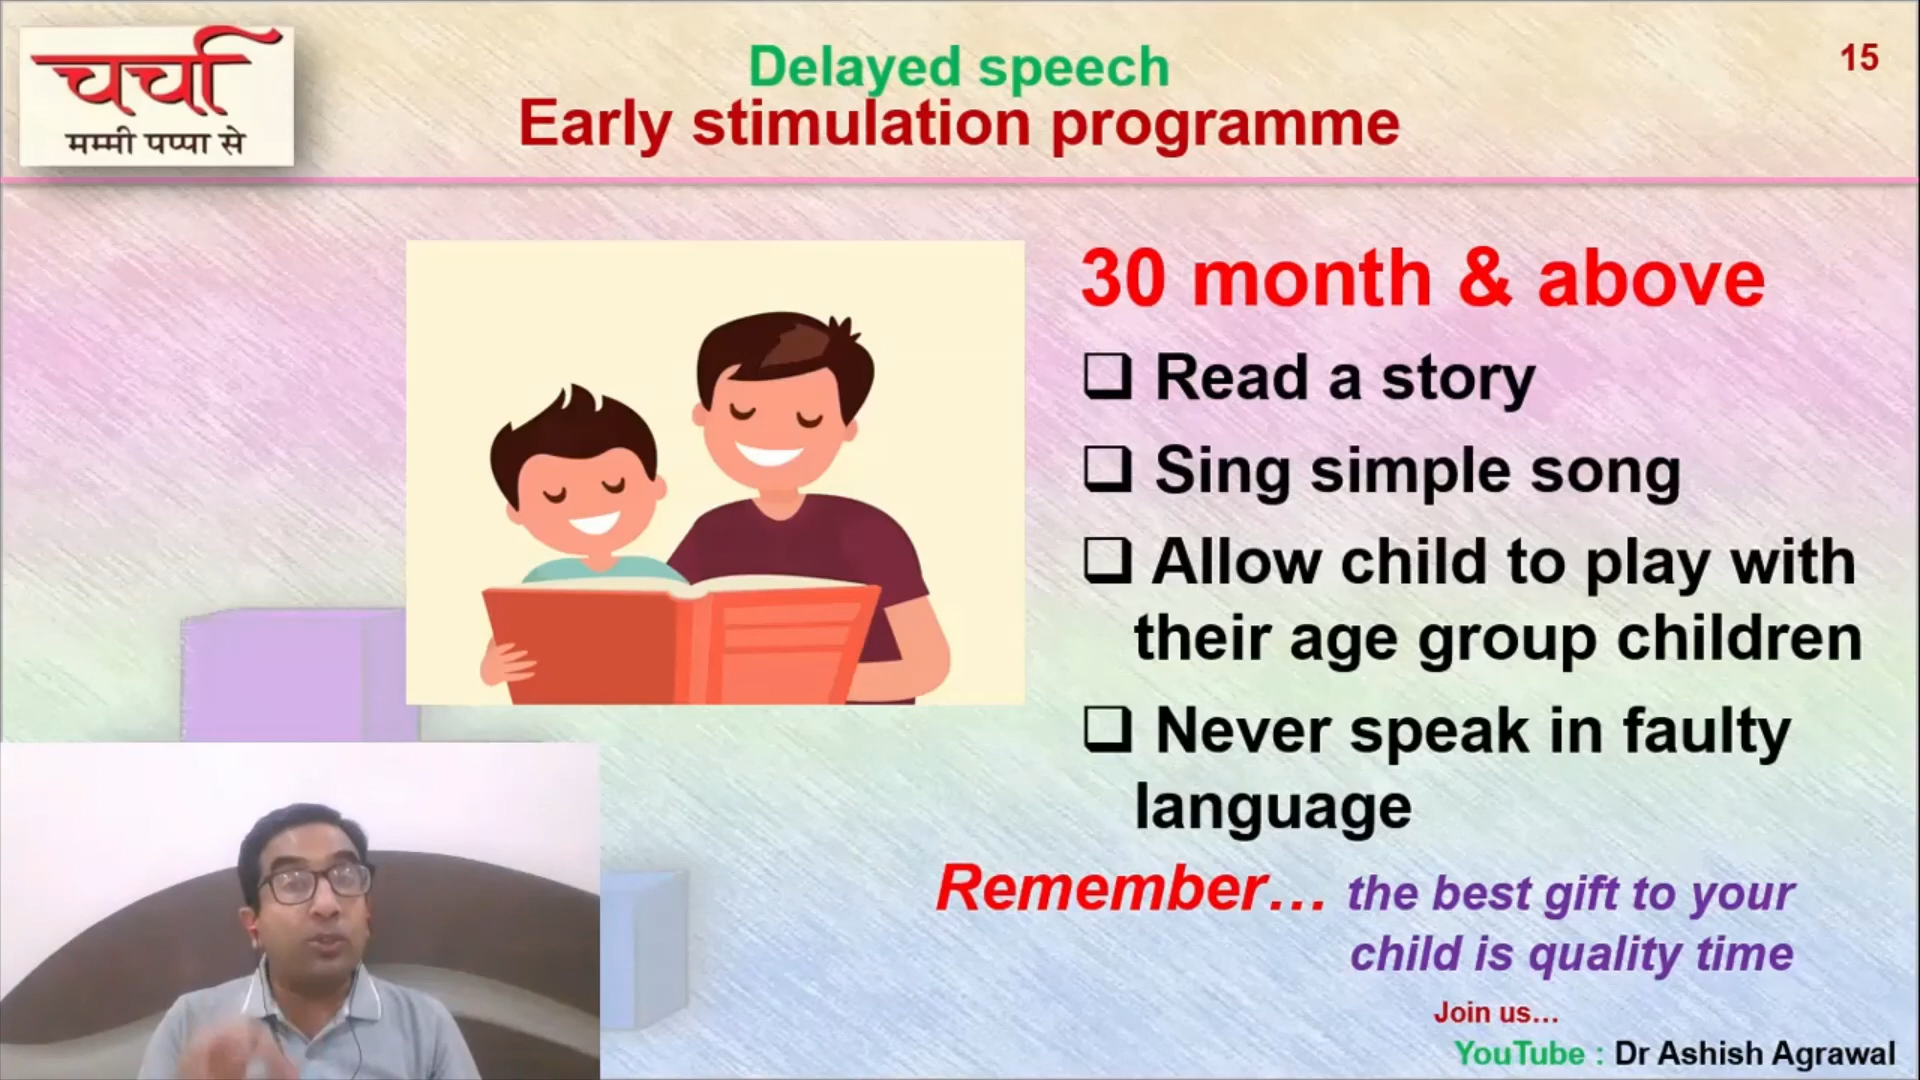 चर्चा
मम्मी पप्पा से
Delayed speech
Early stimulation programme
15
30 month & above
❑ Read a story
❑ Sing simple song
❑ Allow child to play with
their age group children
❑ Never speak in faulty
language
Remember... the best gift to your
child is quality time
Join us...
YouTube : Dr Ashish Agrawal